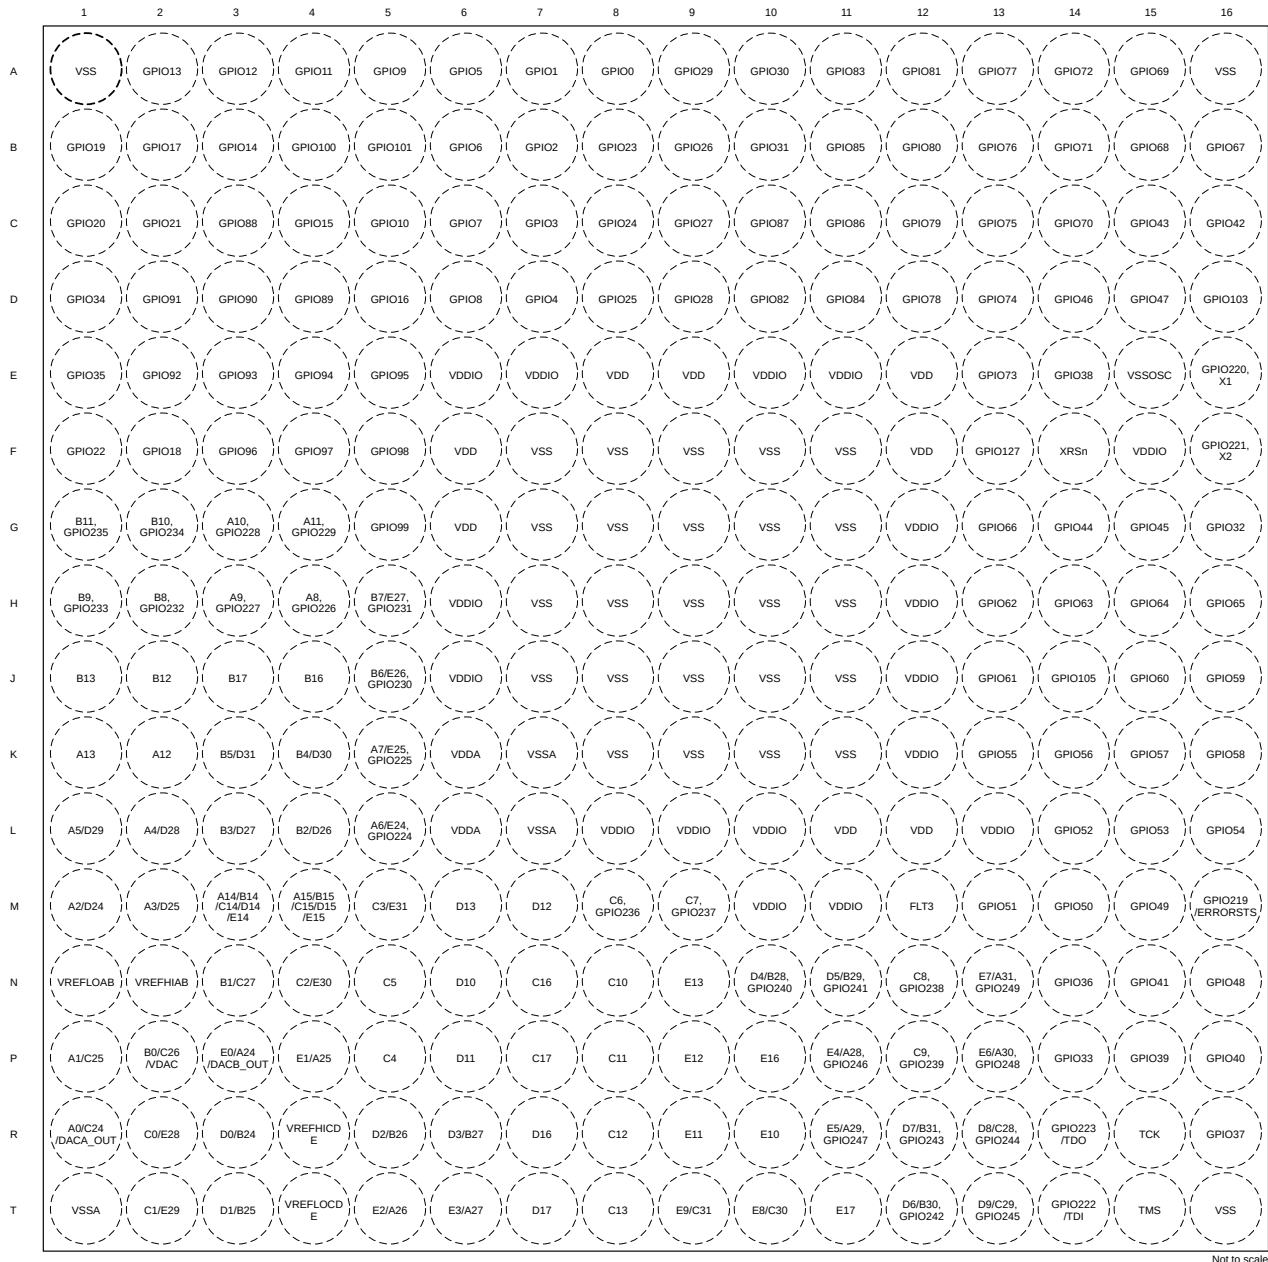 1 2 3 4 5 6 7 8 9 10 11 12 13 14 15 16
A VSS GPIO13 GPIO12 GPIO11 GPIO9 GPIO5 GPIO1 GPIO0 GPIO29 GPIO30 GPIO83 GPIO81 GPIO77 GPIO72 GPIO69 VSS
B GPIO19 GPIO17 GPIO14 GPIO100 GPIO101 GPIO6 GPIO2 GPIO23 GPIO26 GPIO31 GPIO85 GPIO80 GPIO76 GPIO71 GPIO68 GPIO67
C GPIO20 GPIO21 GPIO88 GPIO15 GPIO10 GPIO7 GPIO3 GPIO24 GPIO27 GPIO87 GPIO86 GPIO79 GPIO75 GPIO70 GPIO43 GPIO42
D GPIO34 GPIO91 GPIO90 GPIO89 GPIO16 GPIO8 GPIO4 GPIO25 GPIO28 GPIO82 GPIO84 GPIO78 GPIO74 GPIO46 GPIO47 GPIO103
E GPIO35 GPIO92 GPIO93 GPIO94 GPIO95 VDDIO VDDIO VDD VDD VDDIO VDDIO VDD GPIO73 GPIO38 VSSOSC GPIO220, X1
F GPIO22 GPIO18 GPIO96 GPIO97 GPIO98 VDD VSS VSS VSS VSS VSS VDD GPIO127 XRSn VDDIO GPIO221, X2
G B11, GPIO235 B10, GPIO234 A10, GPIO228 A11, GPIO229 GPIO99 VDD VSS VSS VSS VSS VSS VDDIO GPIO66 GPIO44 GPIO45 GPIO32
H B9, GPIO233 B8, GPIO232 A9, GPIO227 A8, GPIO226 B7/E27, GPIO231 VDDIO VSS VSS VSS VSS VSS VDDIO GPIO62 GPIO63 GPIO64 GPIO65
J B13 B12 B17 B16 B6/E26, GPIO230 VDDIO VSS VSS VSS VSS VSS VDDIO GPIO61 GPIO105 GPIO60 GPIO59
K A13 A12 B5/D31 B4/D30 A7/E25, GPIO225 VDDA VSSA VSS VSS VSS VSS VDDIO GPIO55 GPIO56 GPIO57 GPIO58
L A5/D29 A4/D28 B3/D27 B2/D26 A6/E24, GPIO224 VDDA VSSA VDDIO VDDIO VDDIO VDD VDD VDDIO GPIO52 GPIO53 GPIO54
M A2/D24 A3/D25 A14/B14 /C14/D14 /E14 A15/B15 /C15/D15 /E15 C3/E31 D13 D12 C6, GPIO236 C7, GPIO237 VDDIO VDDIO FLT3 GPIO51 GPIO50 GPIO49 GPIO219 /ERRORSTS
N VREFLOAB VREFHIAB B1/C27 C2/E30 C5 D10 C16 C10 E13 D4/B28, GPIO240 D5/B29, GPIO241 C8, GPIO238 E7/A31, GPIO249 GPIO36 GPIO41 GPIO48
P A1/C25 B0/C26 /VDAC E0/A24 /DACB_OUT E1/A25 C4 D11 C17 C11 E12 E16 E4/A28, GPIO246 C9, GPIO239 E6/A30, GPIO248 GPIO33 GPIO39 GPIO40
R A0/C24 /DACA_OUT C0/E28 D0/B24 VREFHICD E D2/B26 D3/B27 D16 C12 E11 E10 E5/A29, GPIO247 D7/B31, GPIO243 D8/C28, GPIO244 GPIO223 /TDO TCK GPIO37
T VSSA C1/E29 D1/B25 VREFLOCD E E2/A26 E3/A27 D17 C13 E9/C31 E8/C30 E17 D6/B30, GPIO242 D9/C29, GPIO245 GPIO222 /TDI TMS VSS
Not to scale